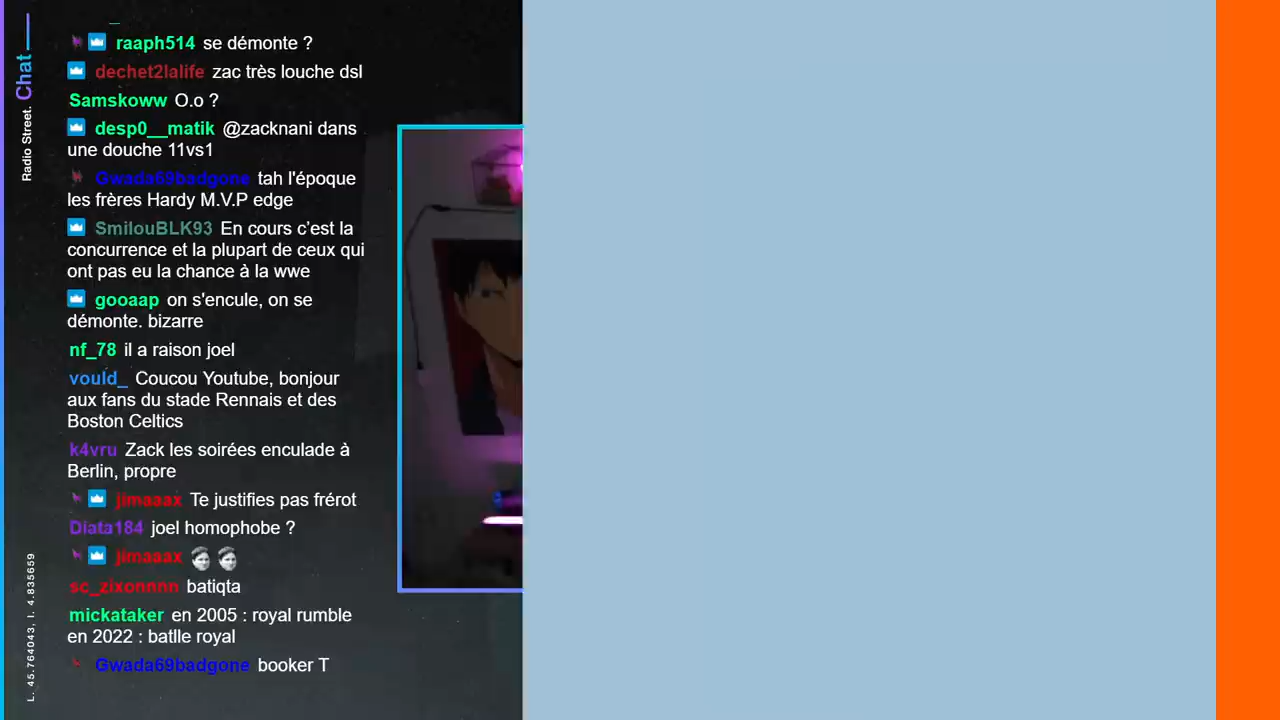 Radio Street. Chat
raaph514 se démonte ?
dechet2lalife zac très louche dsl
Samskoww O.o ?
desp0__matik @zacknani dans
une douche 11vs1
Gwada69badgone tah l'époque
les frères Hardy M.V.P edge
SmilouBLK93 En cours c'est la
concurrence et la plupart de ceux qui
ont pas eu la chance à la wwe
gooaap on s'encule, on se
démonte. bizarre
nf_78 il a raison joel
vould_ Coucou Youtube, bonjour
aux fans du stade Rennais et des
Boston Celtics
k4vru Zack les soirées enculade à
Berlin, propre
jimaaax Te justifies pas frérot
Diata184 joel homophobe ?
jimaaax
sc_zixonnnn batiqta
mickataker en 2005 : royal rumble
en 2022 : batlle royal
Gwada69badgone booker T
L. 45.764043, l. 4.835659